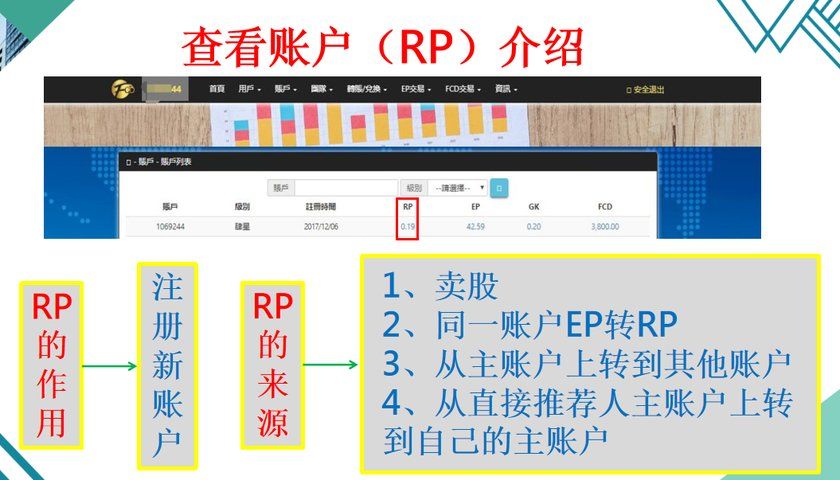 查看账户（RP）介绍
44 首頁 用戶 賬戶 團隊 轉賬/兌換 EP交易 FCD交易 資訊 安全退出
- 賬戶 - 賬戶列表
賬戶 級別 --請選擇--
賬戶 級別 註冊時間 RP EP GK FCD
1069244 肆星 2017/12/06 0.19 42.59 0.20 3,800.00
RP
的
作
用
注
册
新
账
户
RP
的
来
源
1、卖股
2、同一账户EP转RP
3、从主账户上转到其他账户
4、从直接推荐人主账户上转
到自己的主账户